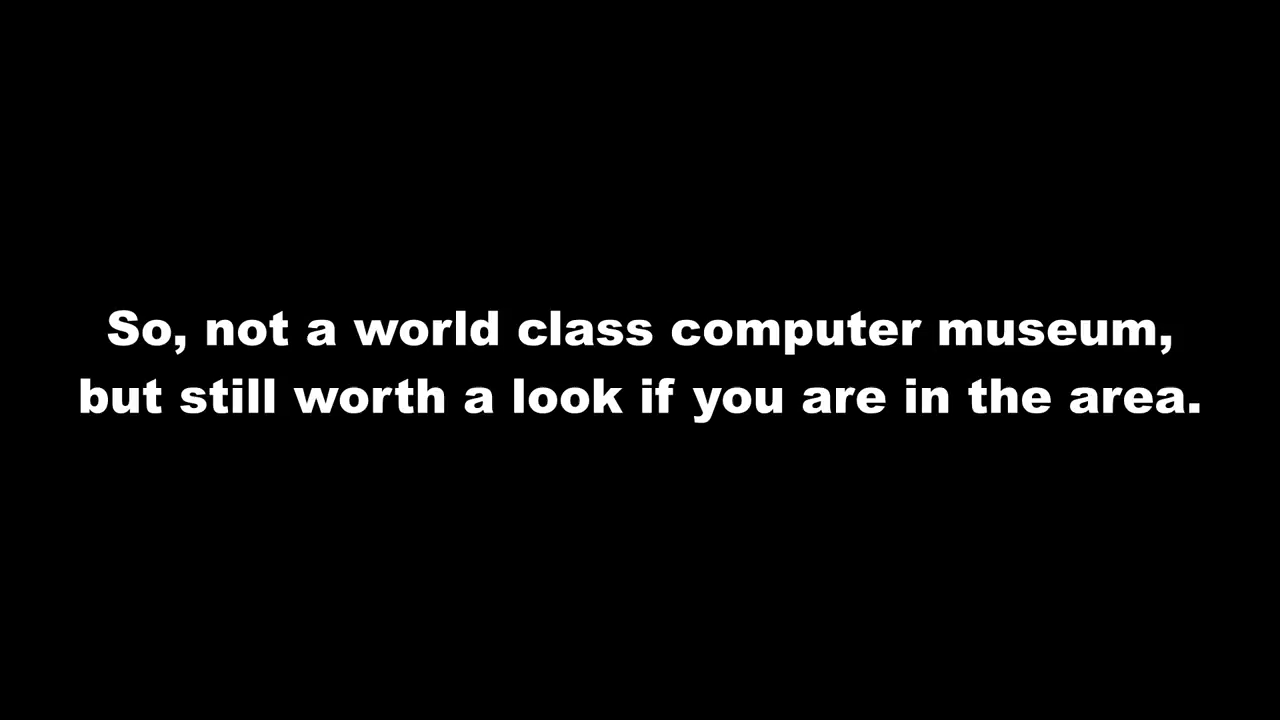 So, not a world class computer museum,
but still worth a look if you are in the area.